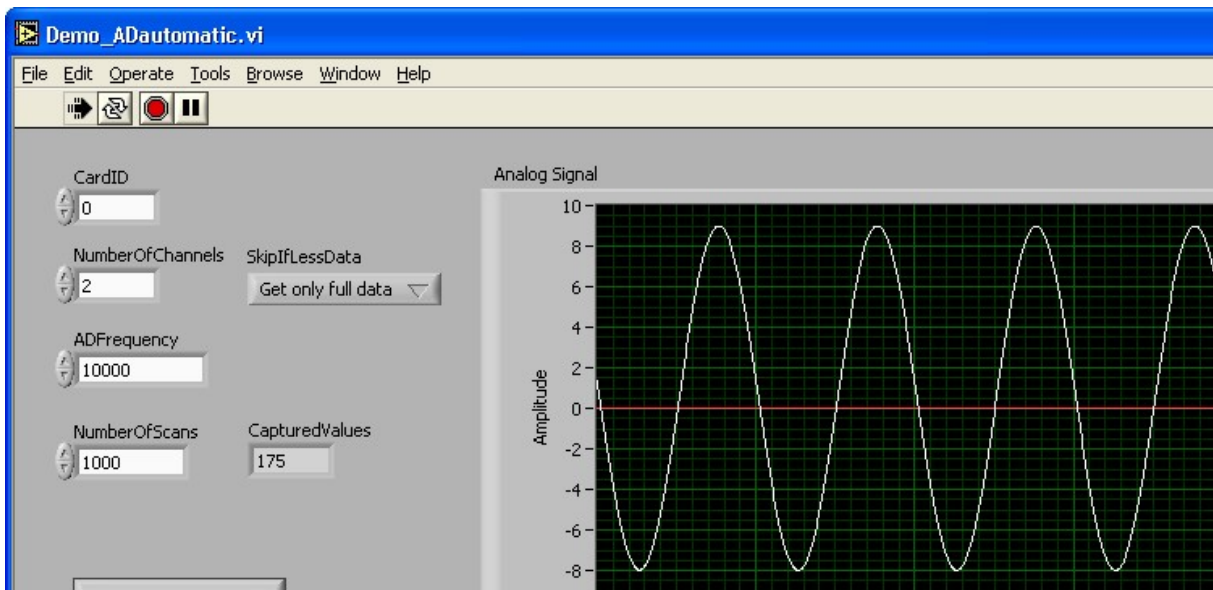 Demo_ADautomatic.vi
File Edit Operate Tools Browse Window Help
CardID
0
NumberOfChannels
2
SkipIfLessData
Get only full data
ADFrequency
10000
NumberOfScans
1000
CapturedValues
175
Analog Signal
10
8
6
4
2
0
-2
-4
-6
-8
Amplitude